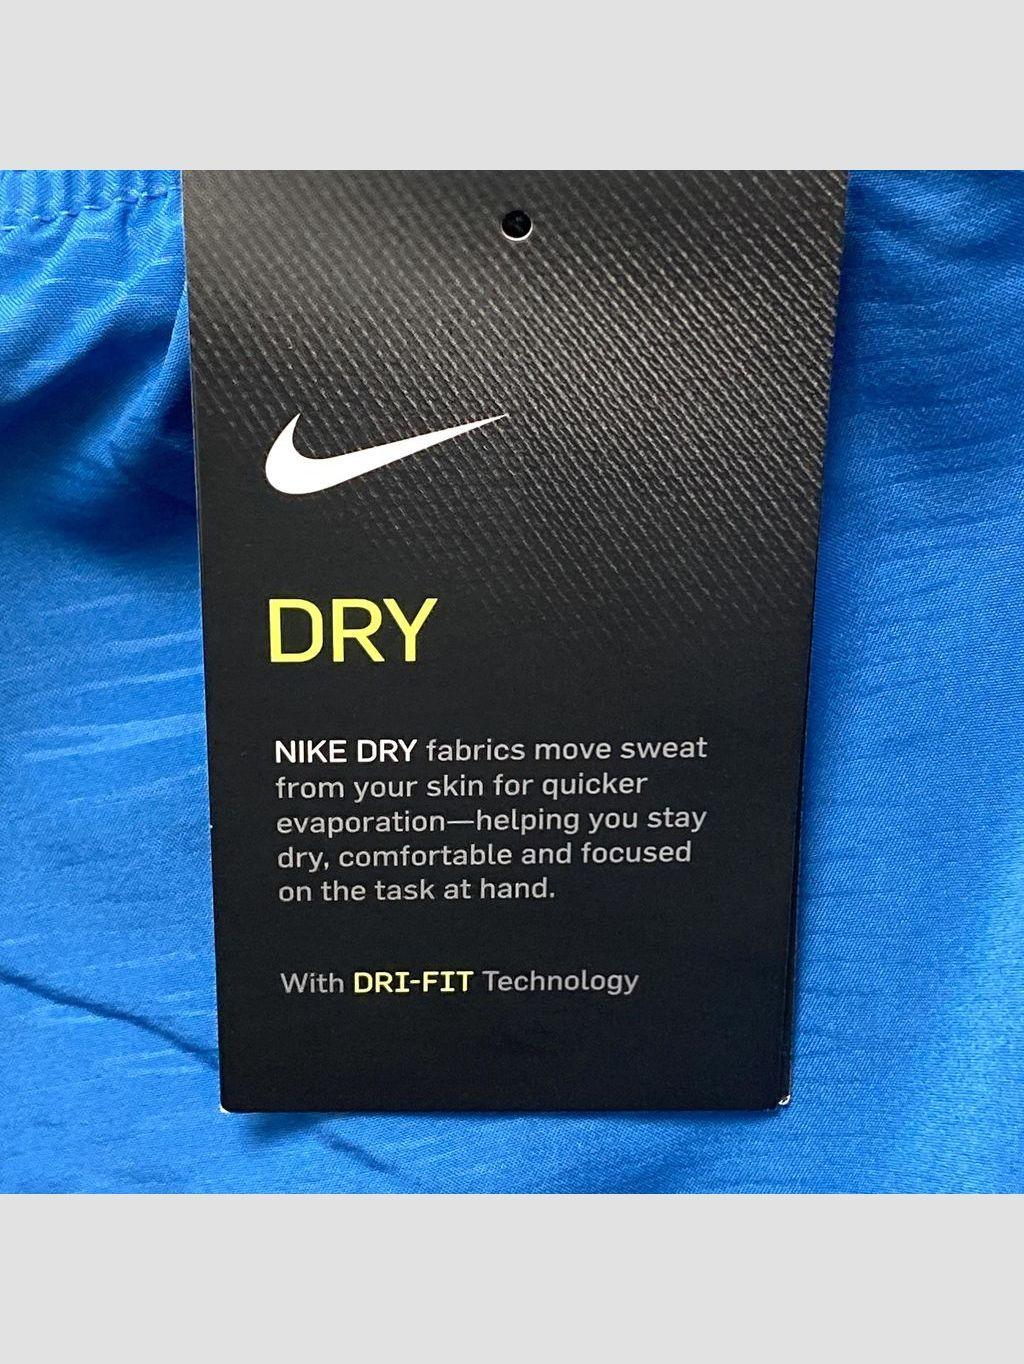 DRY
NIKE DRY fabrics move sweat
from your skin for quicker
evaporation—helping you stay
dry, comfortable and focused
on the task at hand.
With DRI-FIT Technology